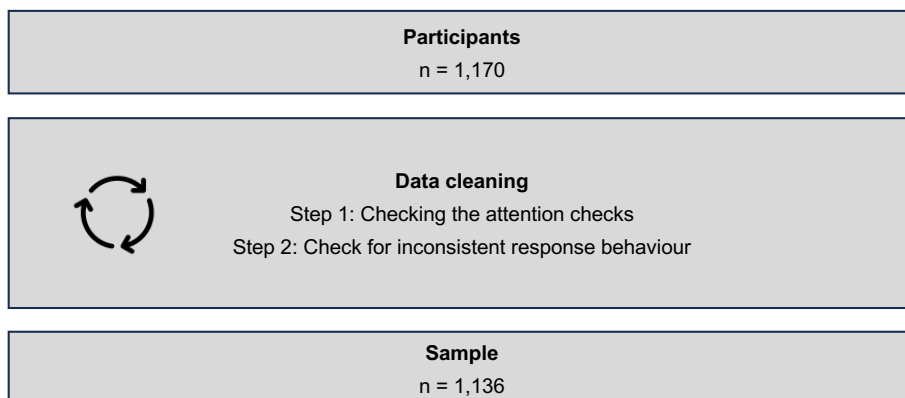 Participants
n = 1,170
Data cleaning
Step 1: Checking the attention checks
Step 2: Check for inconsistent response behaviour
Sample
n = 1,136